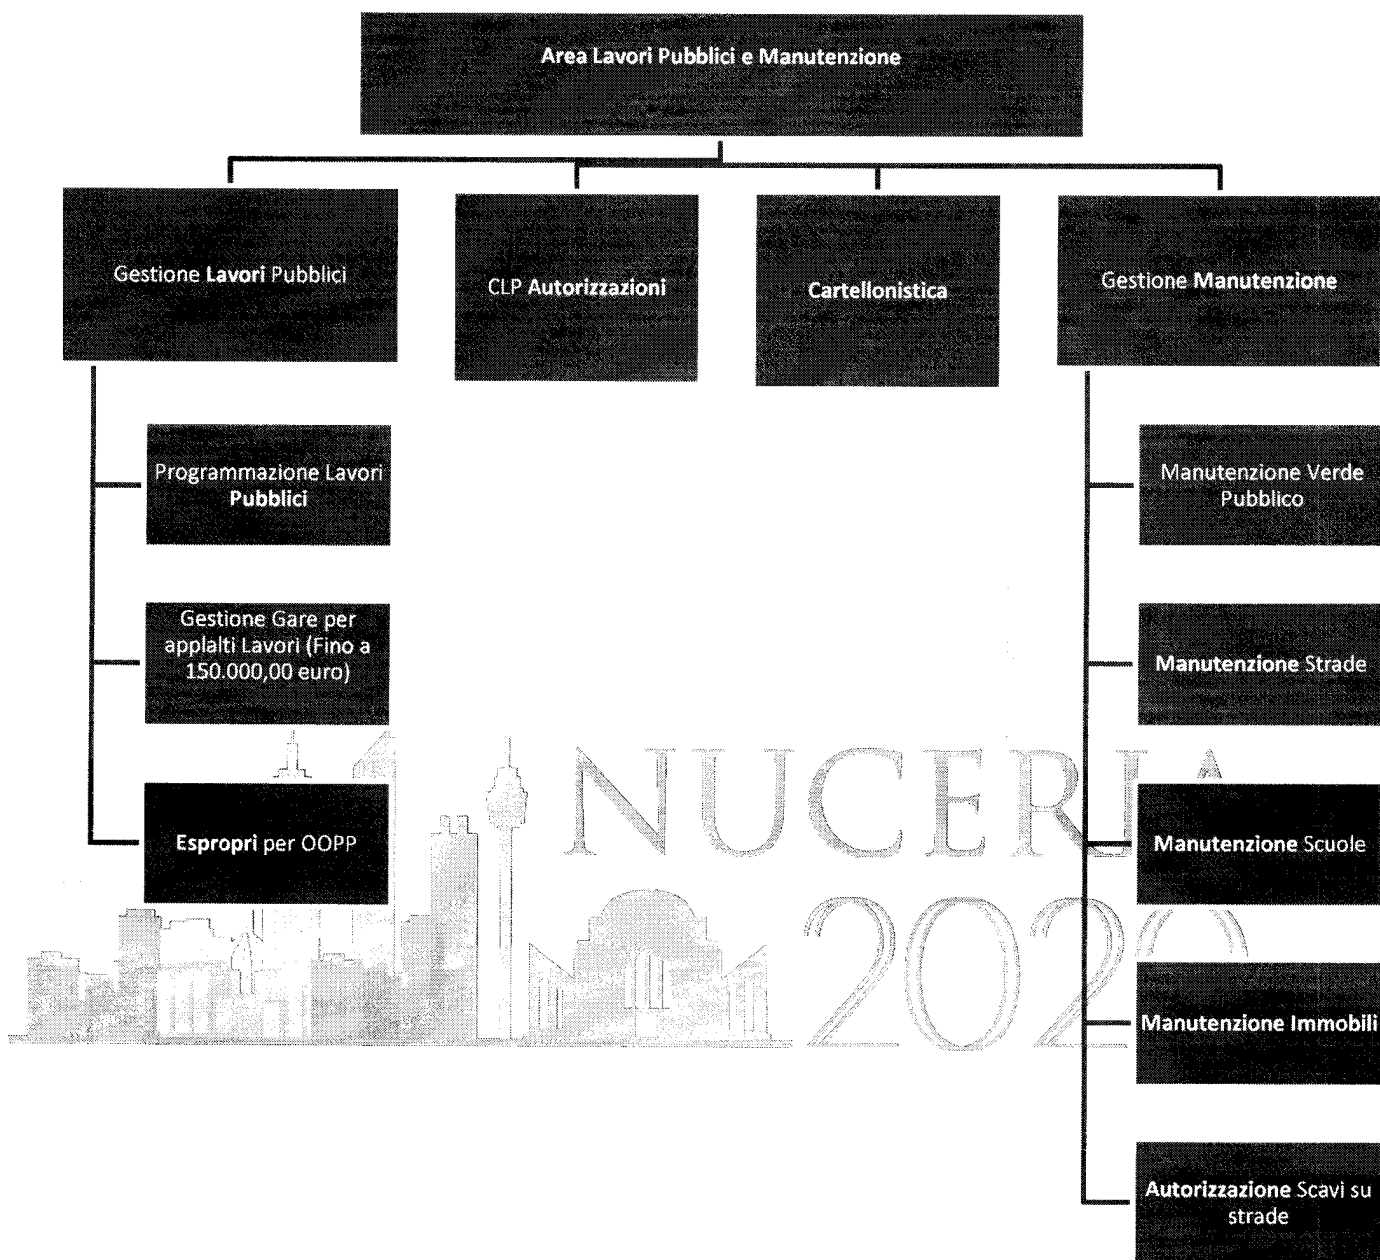 Area Lavori Pubblici e Manutenzione
Gestione Lavori Pubblici
CLP Autorizzazioni
Cartellonistica
Gestione Manutenzione
Programmazione Lavori
Pubblici
Gestione Gare per
applalti Lavori (Fino a
150.000,00 euro)
Espropri per OOPP
Manutenzione Verde
Pubblico
Manutenzione Strade
Manutenzione Scuole
Manutenzione Immobili
Autorizzazione Scavi su
strade
NUCERIA
2020